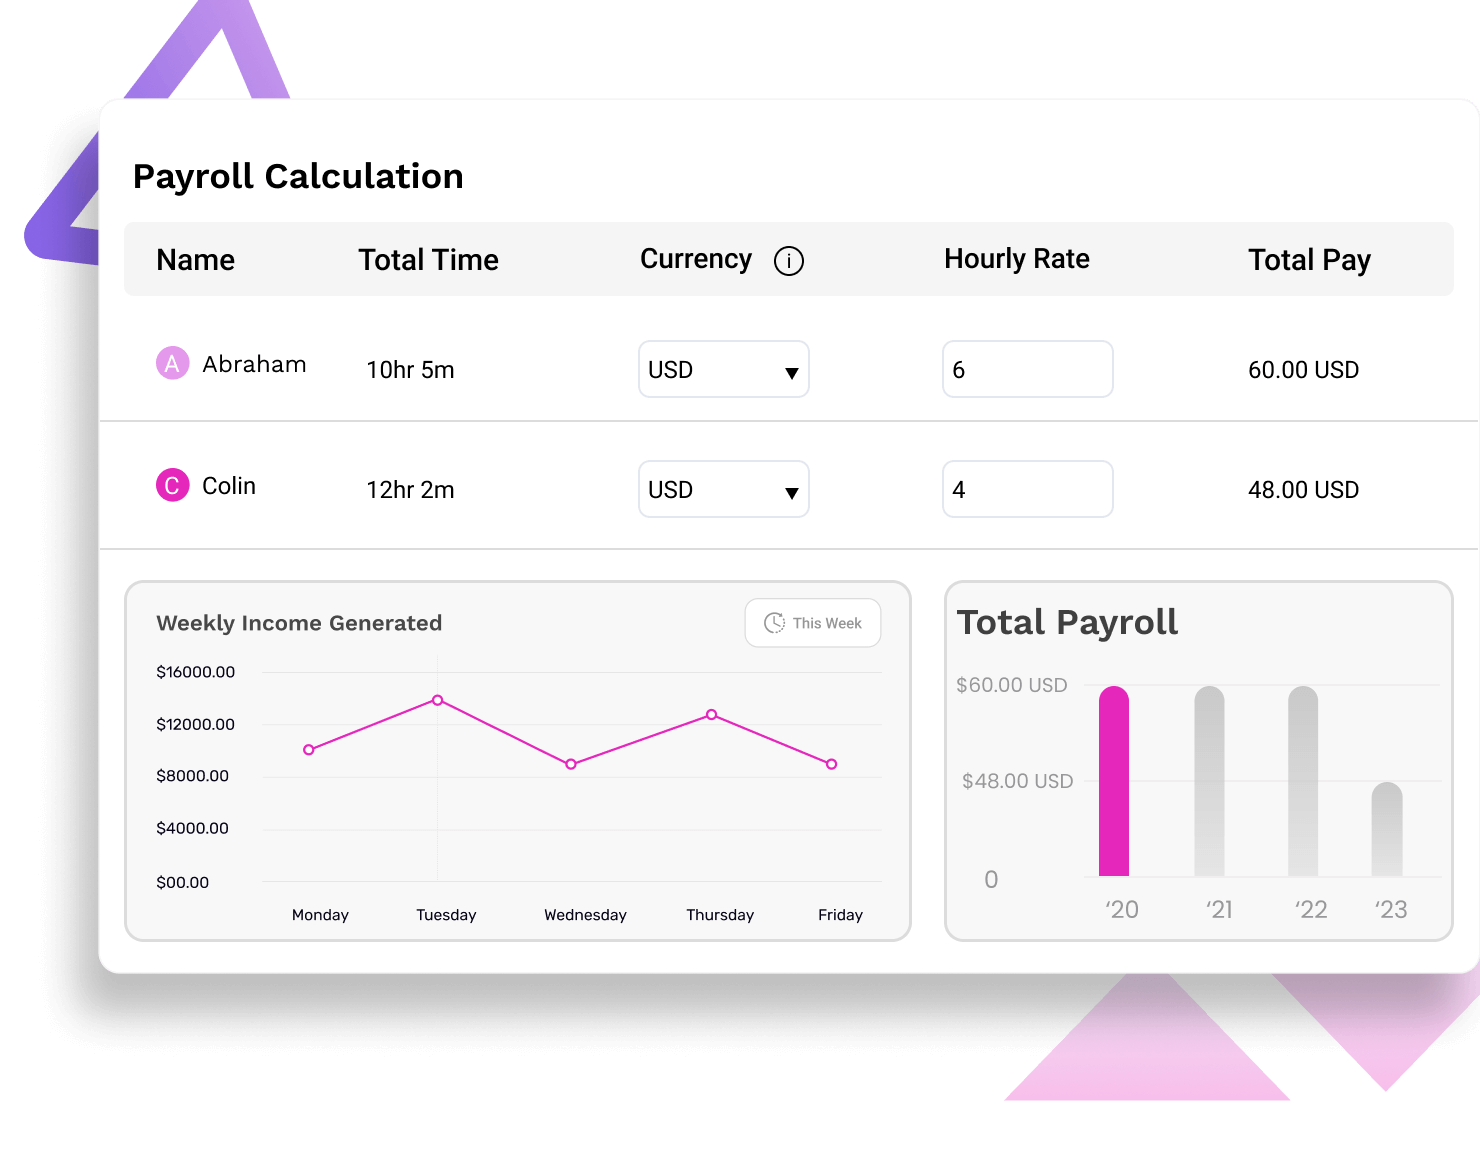 Payroll Calculation
Name Total Time Currency i Hourly Rate Total Pay
A Abraham 10hr 5m USD 6 60.00 USD
C Colin 12hr 2m USD 4 48.00 USD
Weekly Income Generated This Week
$16000.00
$12000.00
$8000.00
$4000.00
$00.00
Monday Tuesday Wednesday Thursday Friday
Total Payroll
$60.00 USD
$48.00 USD
0
‘20 ‘21 ‘22 ‘23